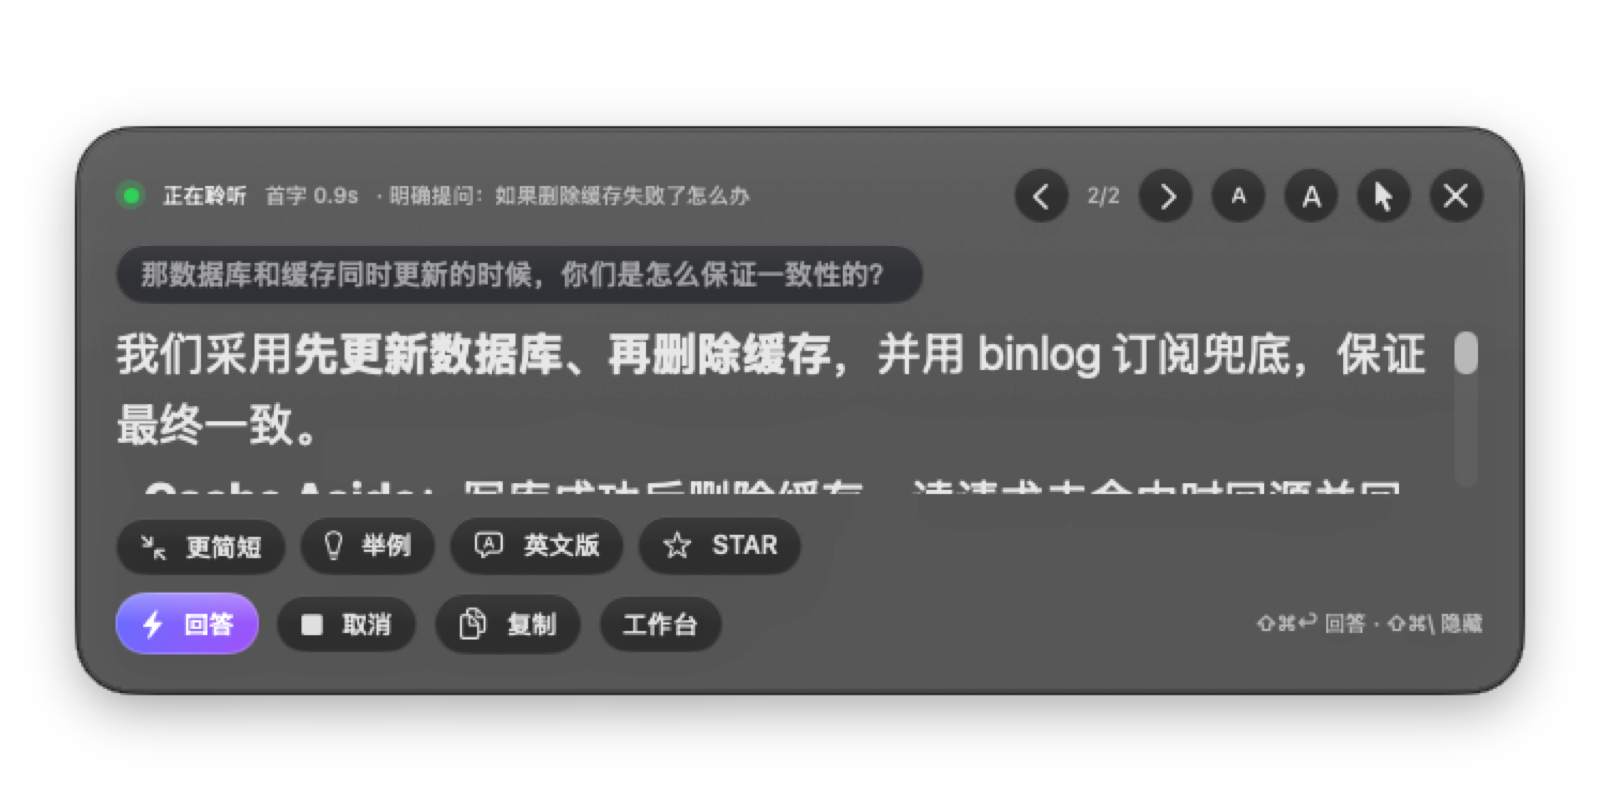 正在聆听 首字 0.9s · 明确提问：如果删除缓存失败了怎么办 2/2 A A
那数据库和缓存同时更新的时候，你们是怎么保证一致性的？
我们采用先更新数据库、再删除缓存，并用 binlog 订阅兜底，保证
最终一致。
更简短 举例 英文版 STAR
回答 取消 复制 工作台 ⇧⌘⏎ 回答 · ⇧⌘\ 隐藏